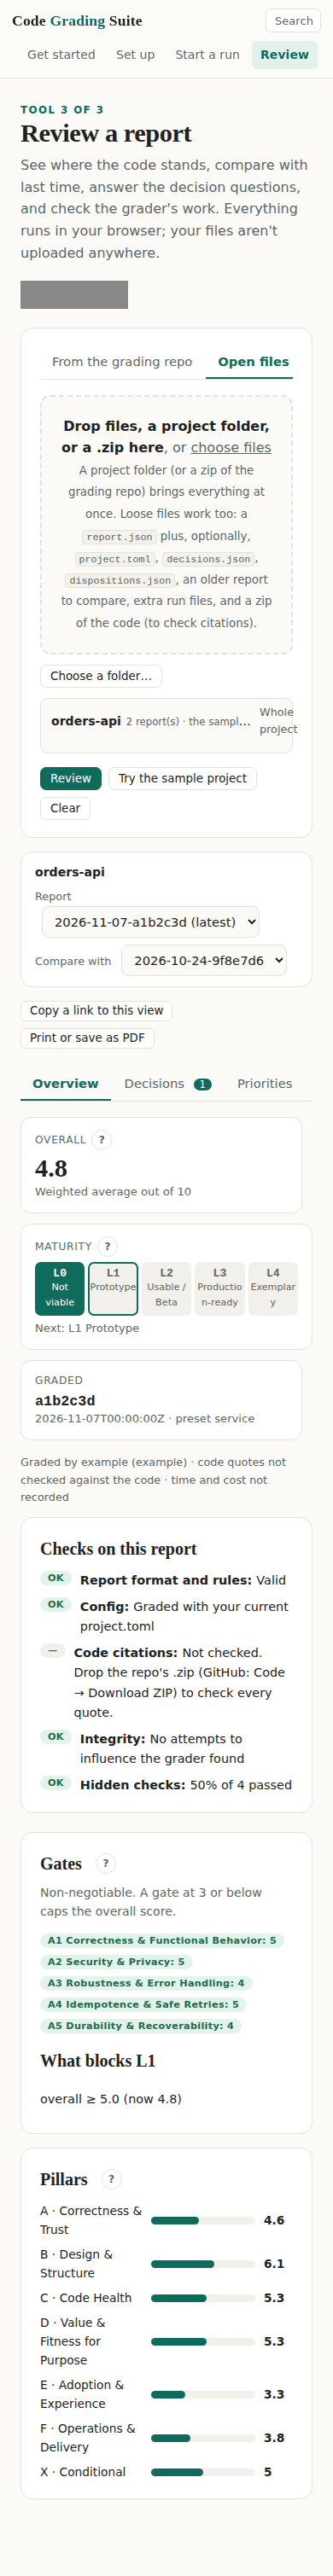 Code Grading Suite
Search
Get started
Set up
Start a run
Review
TOOL 3 OF 3
Review a report
See where the code stands, compare with
last time, answer the decision questions,
and check the grader's work. Everything
runs in your browser; your files aren't
uploaded anywhere.
From the grading repo
Open files
Drop files, a project folder,
or a .zip here, or choose files
A project folder (or a zip of the
grading repo) brings everything at
once. Loose files work too: a
report.json plus, optionally,
project.toml, decisions.json,
dispositions.json, an older report
to compare, extra run files, and a zip
of the code (to check citations).
Choose a folder…
orders-api 2 report(s) · the sampl…
Whole
project
Review
Try the sample project
Clear
orders-api
Report
2026-11-07-a1b2c3d (latest)
Compare with
2026-10-24-9f8e7d6
Copy a link to this view
Print or save as PDF
Overview
Decisions 1
Priorities
OVERALL ?
4.8
Weighted average out of 10
MATURITY ?
L0
Not
viable
L1
Prototype
L2
Usable /
Beta
L3
Productio
n-ready
L4
Exemplar
y
Next: L1 Prototype
GRADED
a1b2c3d
2026-11-07T00:00:00Z · preset service
Graded by example (example) · code quotes not
checked against the code · time and cost not
recorded
Checks on this report
OK Report format and rules: Valid
OK Config: Graded with your current
project.toml
— Code citations: Not checked.
Drop the repo's .zip (GitHub: Code
→ Download ZIP) to check every
quote.
OK Integrity: No attempts to
influence the grader found
OK Hidden checks: 50% of 4 passed
Gates ?
Non-negotiable. A gate at 3 or below
caps the overall score.
A1 Correctness & Functional Behavior: 5
A2 Security & Privacy: 5
A3 Robustness & Error Handling: 4
A4 Idempotence & Safe Retries: 5
A5 Durability & Recoverability: 4
What blocks L1
overall ≥ 5.0 (now 4.8)
Pillars ?
A · Correctness &
Trust
4.6
B · Design &
Structure
6.1
C · Code Health
5.3
D · Value &
Fitness for
Purpose
5.3
E · Adoption &
Experience
3.3
F · Operations &
Delivery
3.8
X · Conditional
5